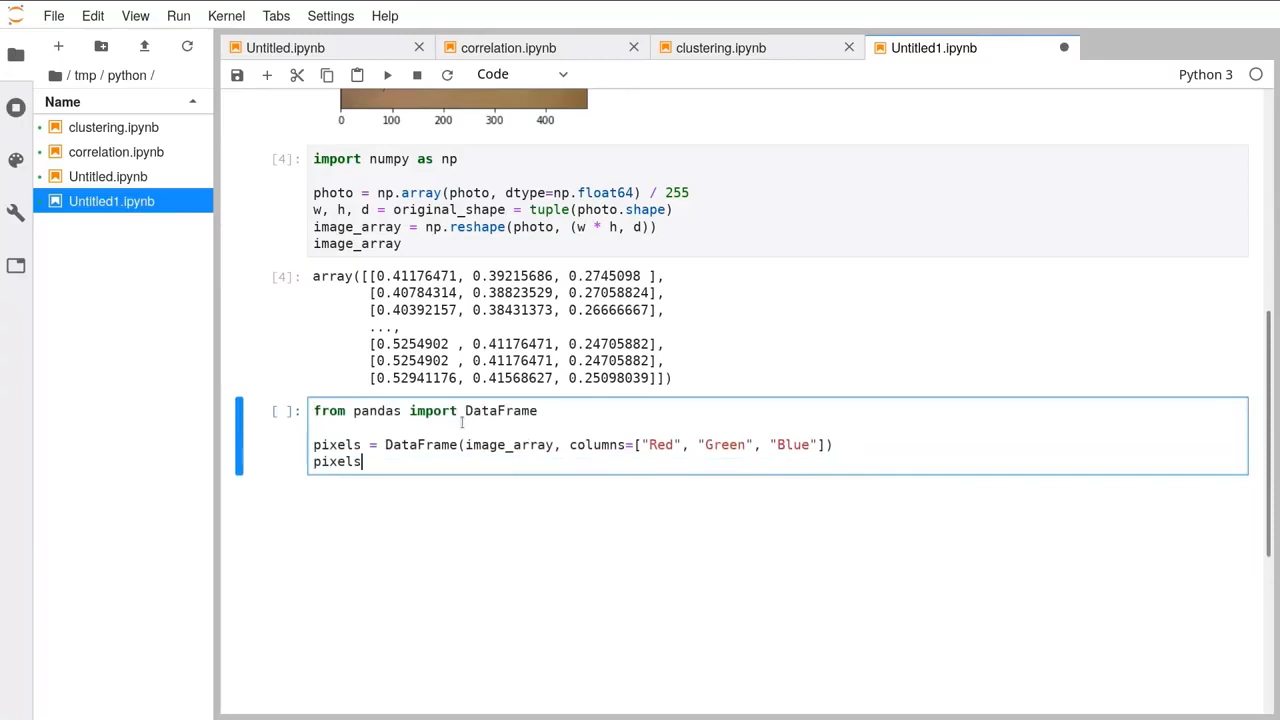 File Edit View Run Kernel Tabs Settings Help
Untitled.ipynb correlation.ipynb clustering.ipynb Untitled1.ipynb
Code Python 3
/ tmp / python /
Name
clustering.ipynb
correlation.ipynb
Untitled.ipynb
Untitled1.ipynb
0 100 200 300 400
[4]: import numpy as np
photo = np.array(photo, dtype=np.float64) / 255
w, h, d = original_shape = tuple(photo.shape)
image_array = np.reshape(photo, (w * h, d))
image_array
[4]: array([[0.41176471, 0.39215686, 0.2745098 ],
[0.40784314, 0.38823529, 0.27058824],
[0.40392157, 0.38431373, 0.26666667],
...,
[0.5254902 , 0.41176471, 0.24705882],
[0.5254902 , 0.41176471, 0.24705882],
[0.52941176, 0.41568627, 0.25098039]])
[ ]: from pandas import DataFrame
pixels = DataFrame(image_array, columns=["Red", "Green", "Blue"])
pixels